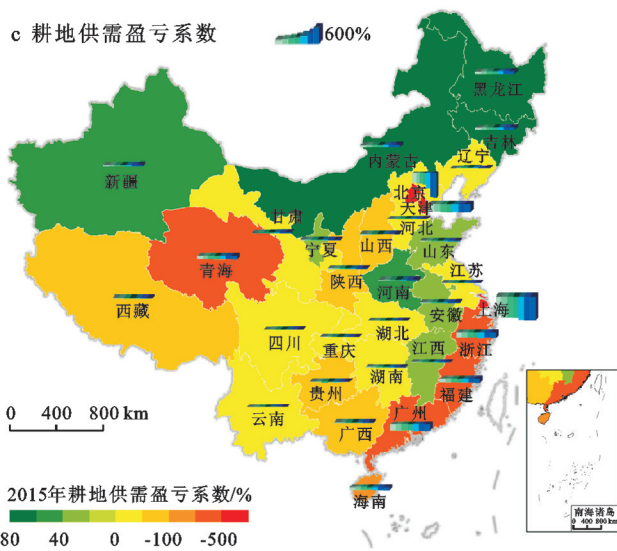 c 耕地供需盈亏系数
600%
黑龙江
吉林
辽宁
内蒙古
新疆
北京
天津
甘肃
河北
宁夏
山西
山东
青海
陕西
河南
江苏
西藏
安徽
上海
四川
重庆
湖北
江西
浙江
湖南
贵州
福建
云南
广西
广州
海南
0 400 800 km
2015年耕地供需盈亏系数/%
80 40 0 -100 -500
南海诸岛
0 400 800 km